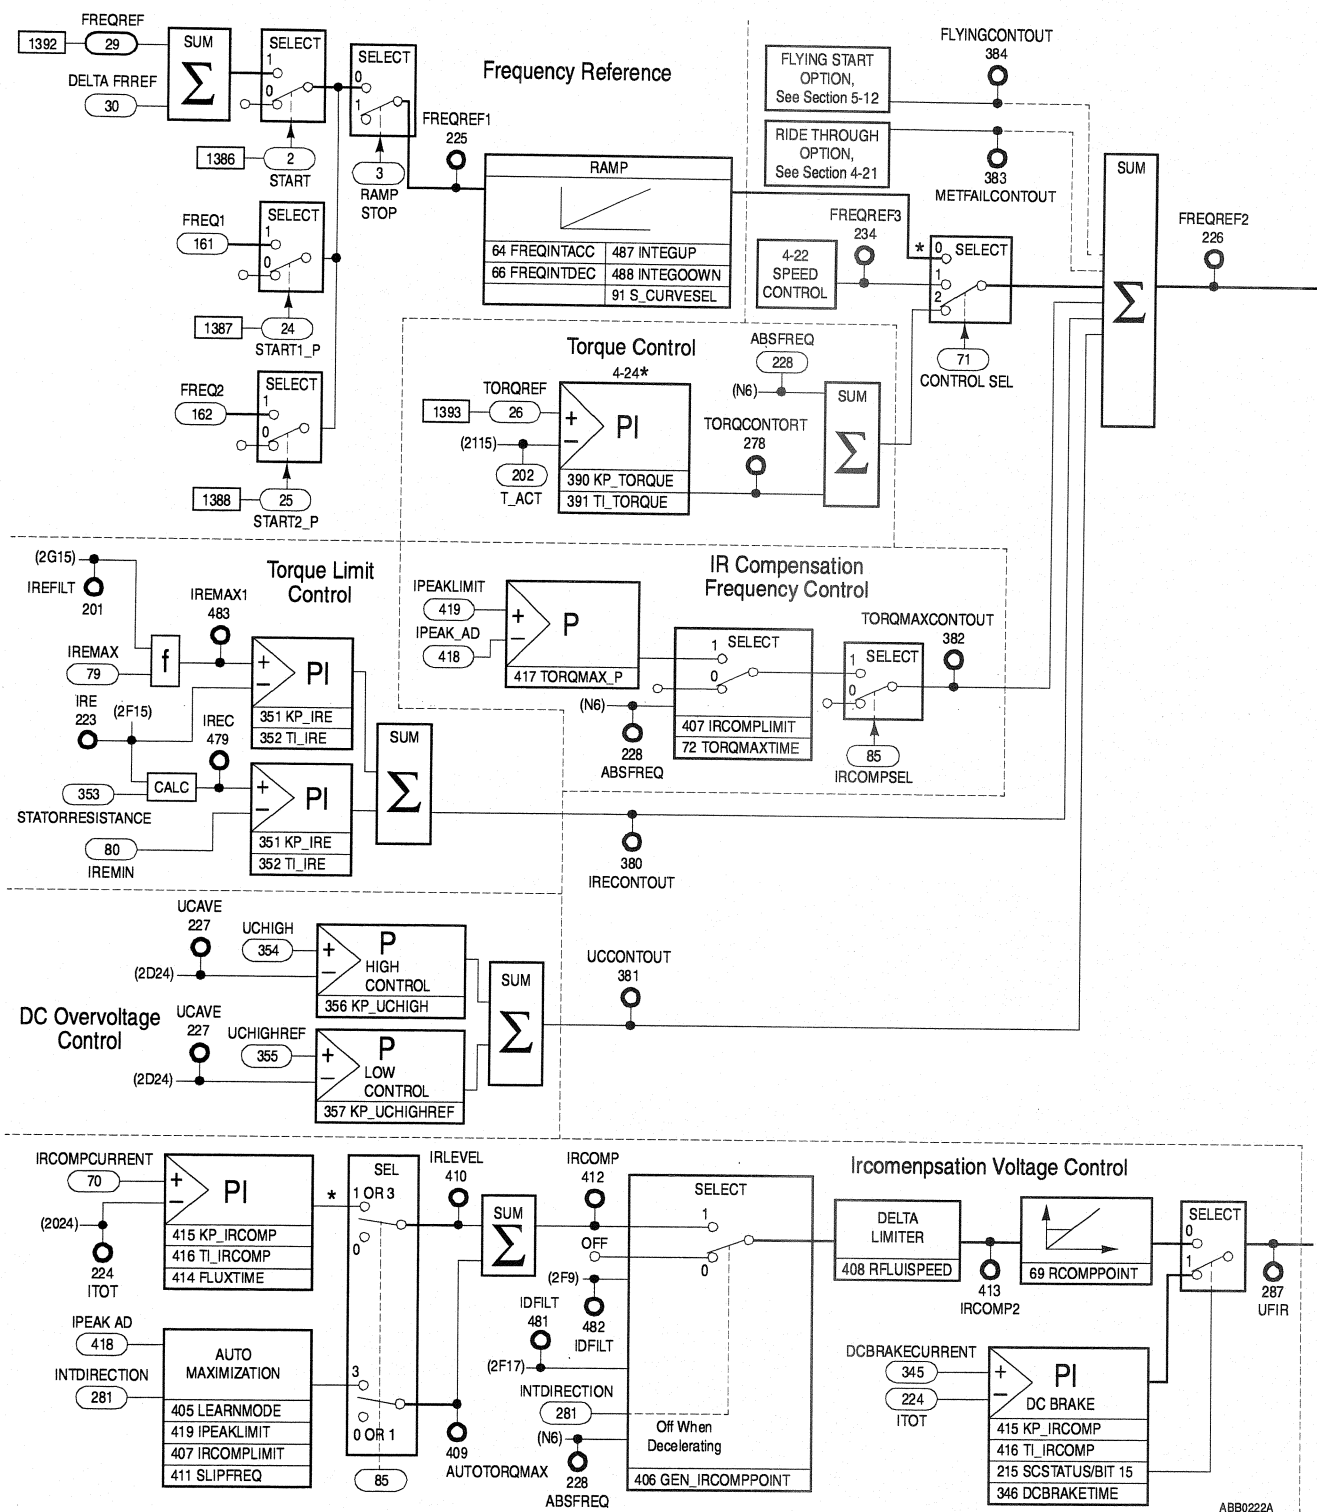 FREQREF
1392
29
DELTA FRREF
30
SUM
Σ
SELECT
1
0
1386
2
START
SELECT
0
1
3
RAMP
STOP
Frequency Reference
FREQREF1
225
RAMP
64 FREQINTACC
487 INTEGUP
66 FREQINTDEC
488 INTEGOOWN
91 S_CURVESEL
FREQ1
161
SELECT
1
0
1387
24
START1_P
FREQ2
162
SELECT
1
0
1388
25
START2_P
FLYING START
OPTION,
See Section 5-12
FLYINGCONTOUT
384
RIDE THROUGH
OPTION,
See Section 4-21
383
METFAILCONTOUT
FREQREF3
234
4-22
SPEED
CONTROL
*
0
SELECT
1
2
71
CONTROL SEL
SUM
Σ
FREQREF2
226
Torque Control
4-24*
TORQREF
1393
26
(2115)
202
T_ACT
+
−
PI
390 KP_TORQUE
391 TI_TORQUE
ABSFREQ
228
(N6)
TORQCONTORT
278
SUM
Σ
(2G15)
IREFILT
201
Torque Limit
Control
IREMAX1
483
IREMAX
79
f
IRE
223
(2F15)
IREC
479
CALC
353
STATORRESISTANCE
80
IREMIN
+
−
PI
351 KP_IRE
352 TI_IRE
+
−
PI
351 KP_IRE
352 TI_IRE
SUM
Σ
IR Compensation
Frequency Control
IPEAKLIMIT
419
IPEAK_AD
418
+
−
P
417 TORQMAX_P
(N6)
228
ABSFREQ
1
SELECT
0
407 IRCOMPLIMIT
72 TORQMAXTIME
1
SELECT
0
85
IRCOMPSEL
TORQMAXCONTOUT
382
380
IRECONTOUT
DC Overvoltage
Control
UCAVE
227
(2D24)
UCHIGH
354
+
−
P
HIGH
CONTROL
356 KP_UCHIGH
UCAVE
227
(2D24)
UCHIGHREF
355
+
−
P
LOW
CONTROL
357 KP_UCHIGHREF
SUM
Σ
UCCONTOUT
381
IRCOMPCURRENT
70
(2024)
224
ITOT
+
−
PI
415 KP_IRCOMP
416 TI_IRCOMP
414 FLUXTIME
*
SEL
1 OR 3
0
IPEAK AD
418
INTDIRECTION
281
AUTO
MAXIMIZATION
405 LEARNMODE
419 IPEAKLIMIT
407 IRCOMPLIMIT
411 SLIPFREQ
3
0 OR 1
85
IRLEVEL
410
SUM
Σ
409
AUTOTORQMAX
IRCOMP
412
OFF
(2F9)
482
IDFILT
IDFILT
481
(2F17)
INTDIRECTION
281
(N6)
228
ABSFREQ
SELECT
1
0
Off When
Decelerating
406 GEN_IRCOMPPOINT
Ircomenpsation Voltage Control
DELTA
LIMITER
408 RFLUISPEED
413
IRCOMP2
69 RCOMPPOINT
SELECT
0
1
287
UFIR
DCBRAKECURRENT
345
224
ITOT
+
−
PI
DC BRAKE
415 KP_IRCOMP
416 TI_IRCOMP
215 SCSTATUS/BIT 15
346 DCBRAKETIME
ABB0222A